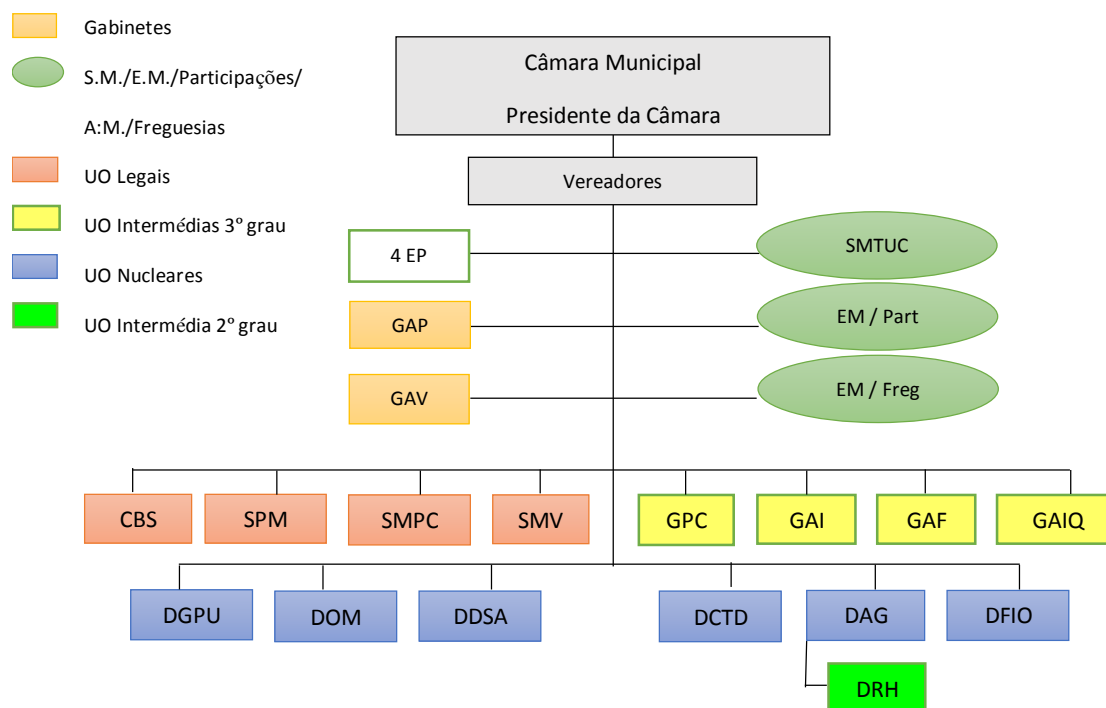 Gabinetes
S.M./E.M./Participações/
A:M./Freguesias
UO Legais
UO Intermédias 3º grau
UO Nucleares
UO Intermédia 2º grau
Câmara Municipal
Presidente da Câmara
Vereadores
4 EP
SMTUC
GAP
EM / Part
GAV
EM / Freg
CBS
SPM
SMPC
SMV
GPC
GAI
GAF
GAIQ
DGPU
DOM
DDSA
DCTD
DAG
DFIO
DRH